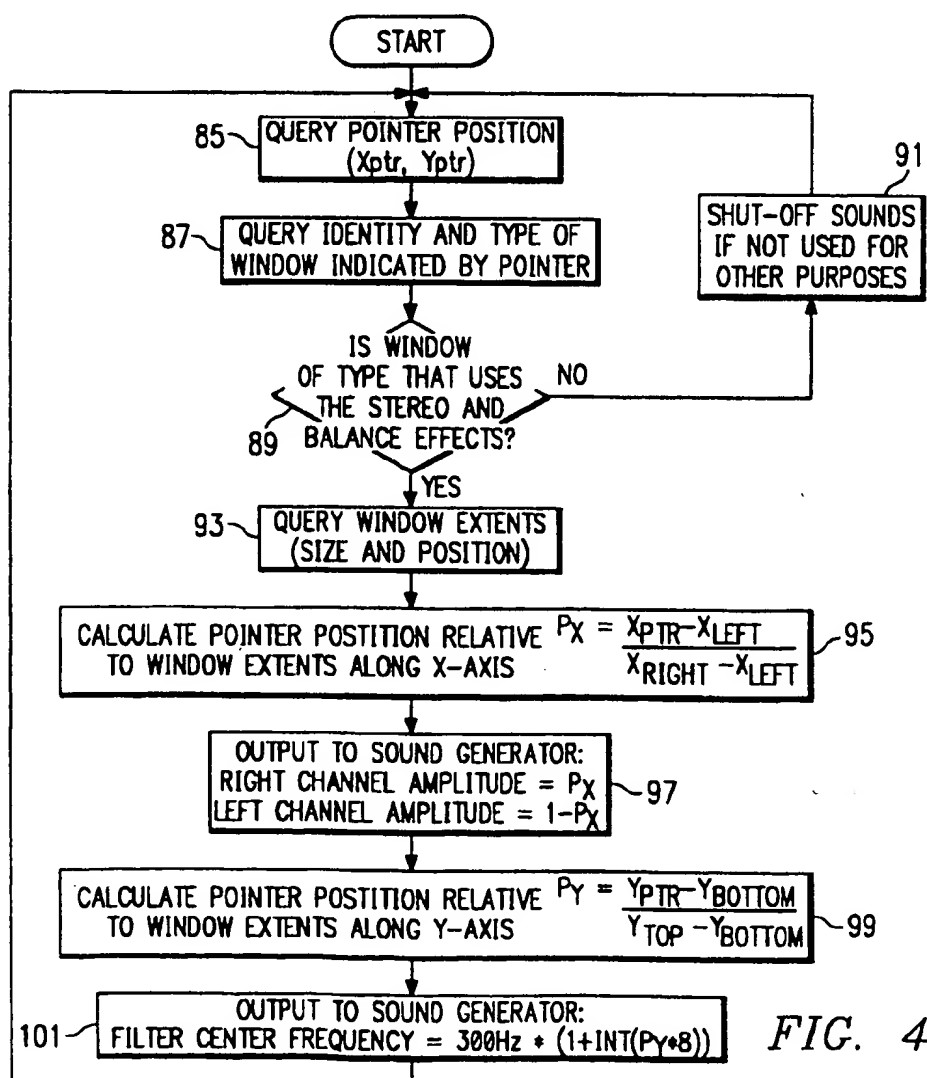 START
85
QUERY POINTER POSITION
(Xptr, Yptr)
87
QUERY IDENTITY AND TYPE OF
WINDOW INDICATED BY POINTER
91
SHUT-OFF SOUNDS
IF NOT USED FOR
OTHER PURPOSES
IS WINDOW
OF TYPE THAT USES
THE STEREO AND
BALANCE EFFECTS?
NO
89
YES
93
QUERY WINDOW EXTENTS
(SIZE AND POSITION)
CALCULATE POINTER POSTITION RELATIVE
TO WINDOW EXTENTS ALONG X-AXIS
PX = XPTR-XLEFT
XRIGHT -XLEFT
95
OUTPUT TO SOUND GENERATOR:
RIGHT CHANNEL AMPLITUDE = PX
LEFT CHANNEL AMPLITUDE = 1-PX
97
CALCULATE POINTER POSTITION RELATIVE
TO WINDOW EXTENTS ALONG Y-AXIS
PY = YPTR-YBOTTOM
YTOP -YBOTTOM
99
101
OUTPUT TO SOUND GENERATOR:
FILTER CENTER FREQUENCY = 300Hz * (1+INT(PY*8))
FIG. 4